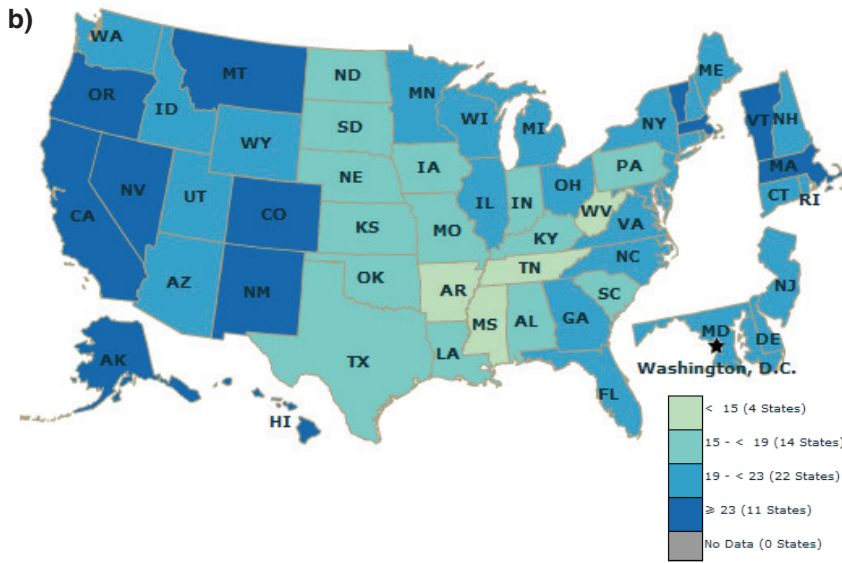 b)
WA
ME
MT
ND
MN
OR
VT
NH
ID
WI
NY
SD
MI
WY
MA
IA
PA
CT
RI
NE
NV
OH
IL
IN
UT
CA
CO
WV
VA
KS
MO
KY
NJ
NC
TN
AZ
OK
NM
AR
SC
MD
DE
MS
AL
GA
AK
TX
LA
Washington, D.C.
FL
HI
< 15 (4 States)
15 - < 19 (14 States)
19 - < 23 (22 States)
≥ 23 (11 States)
No Data (0 States)